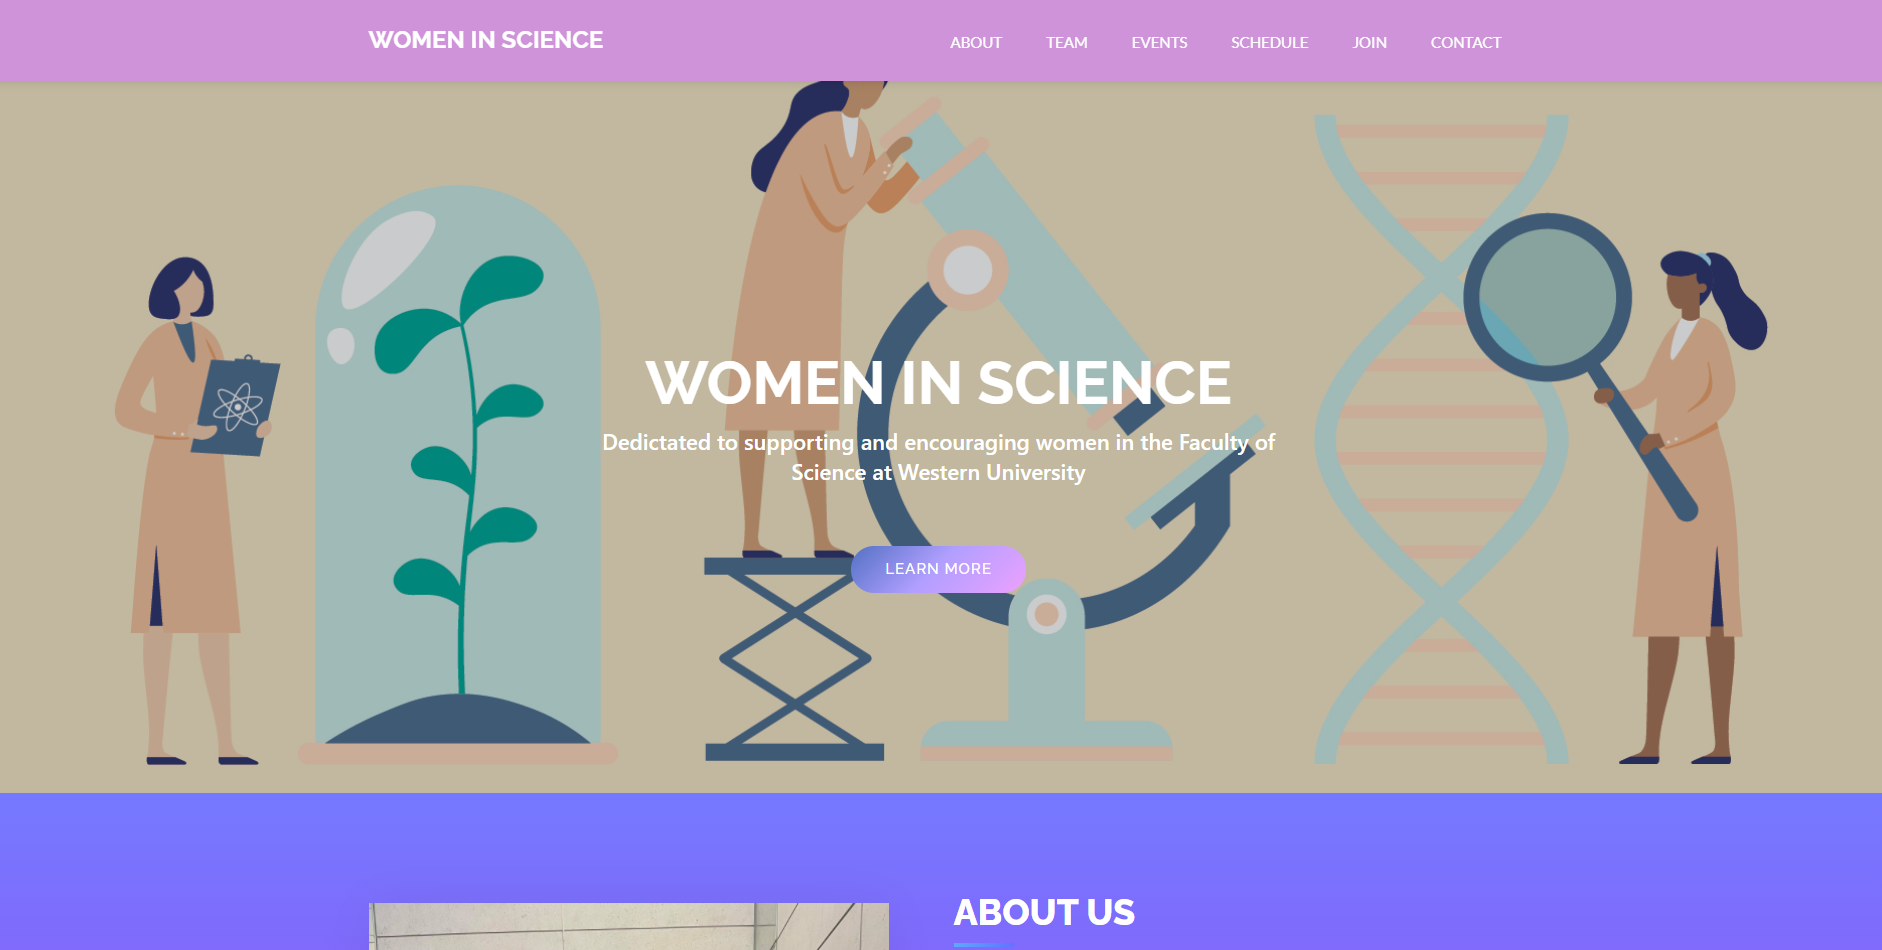 WOMEN IN SCIENCE
ABOUT TEAM EVENTS SCHEDULE JOIN CONTACT
WOMEN IN SCIENCE
Dedictated to supporting and encouraging women in the Faculty of
Science at Western University
LEARN MORE
ABOUT US